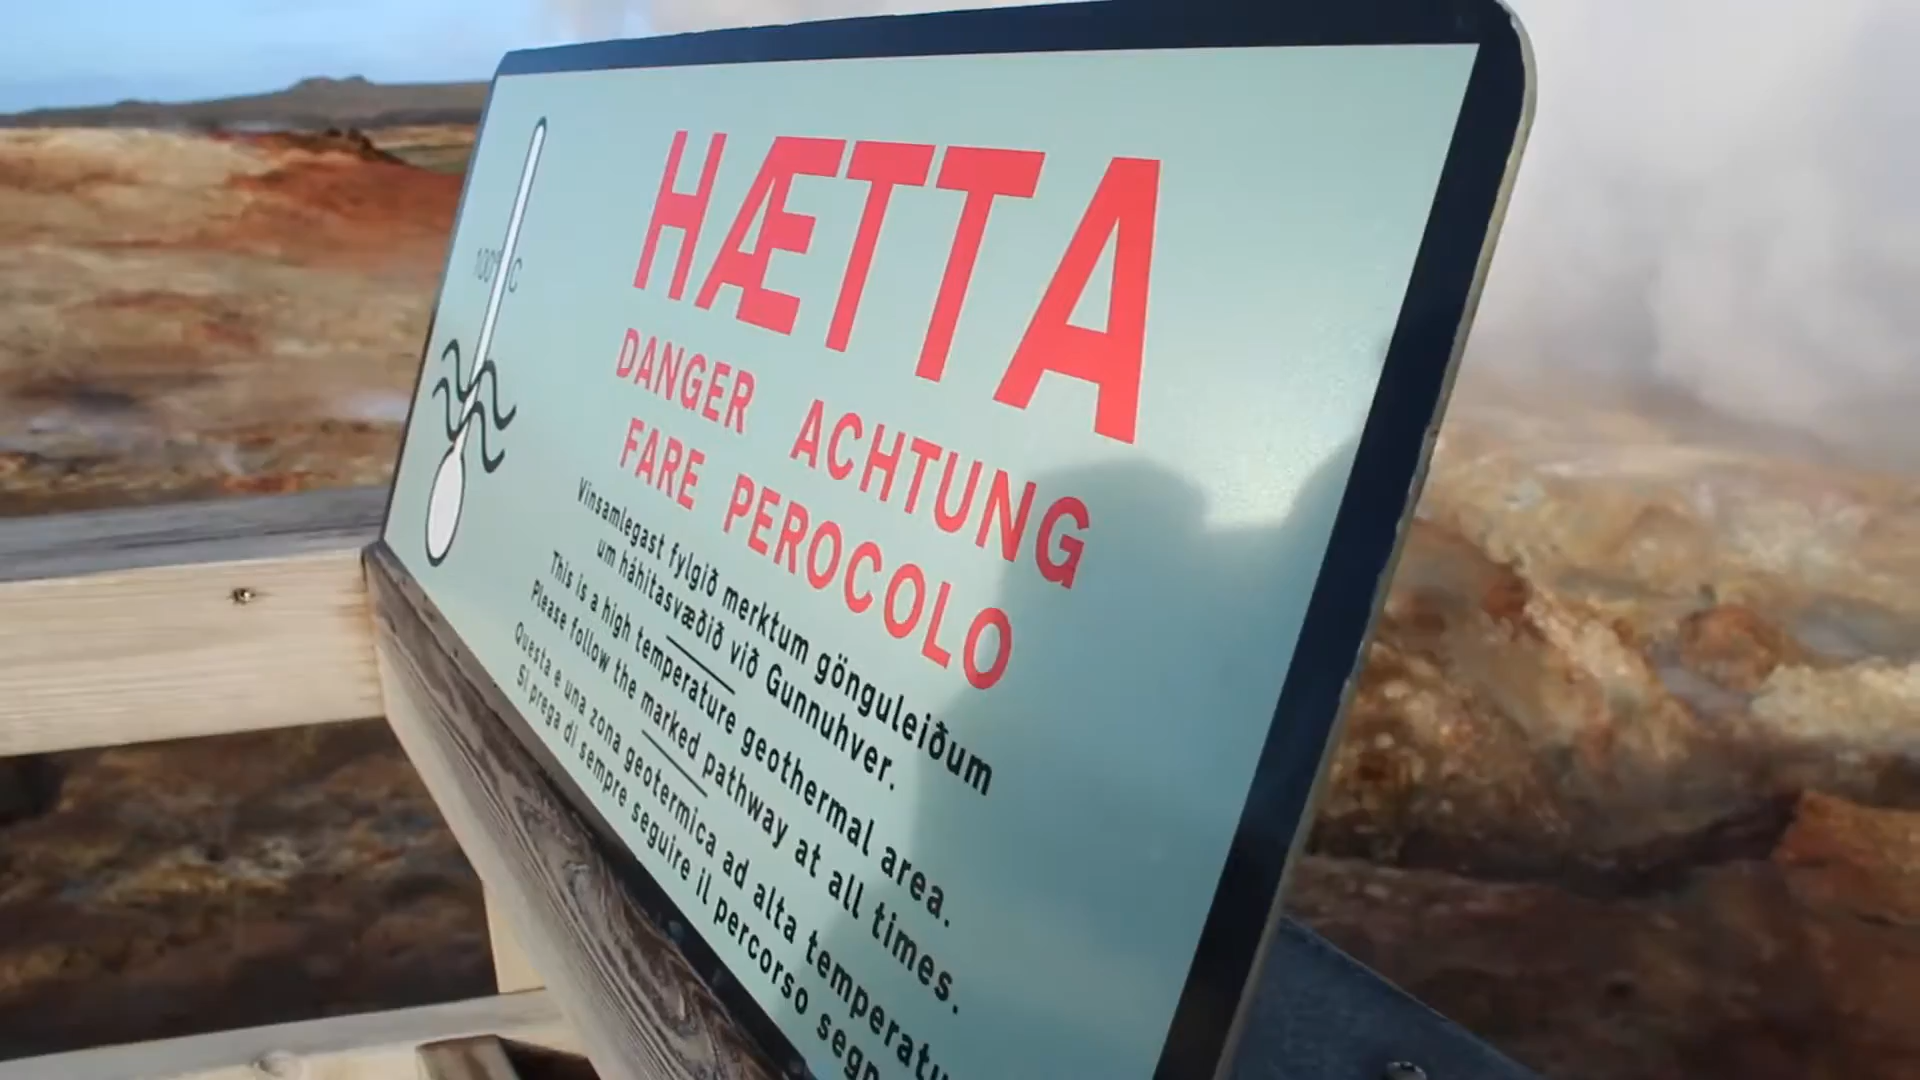 HÆTTA
DANGER ACHTUNG
FARE PEROCOLO
100° C
Vinsamlegast fylgið merktum gönguleiðum
um háhitasvæðið við Gunnuhver.
This is a high temperature geothermal area.
Please follow the marked pathway at all times.
Questa e una zona geotermica ad alta
Si prega di sempre seguire il percorso